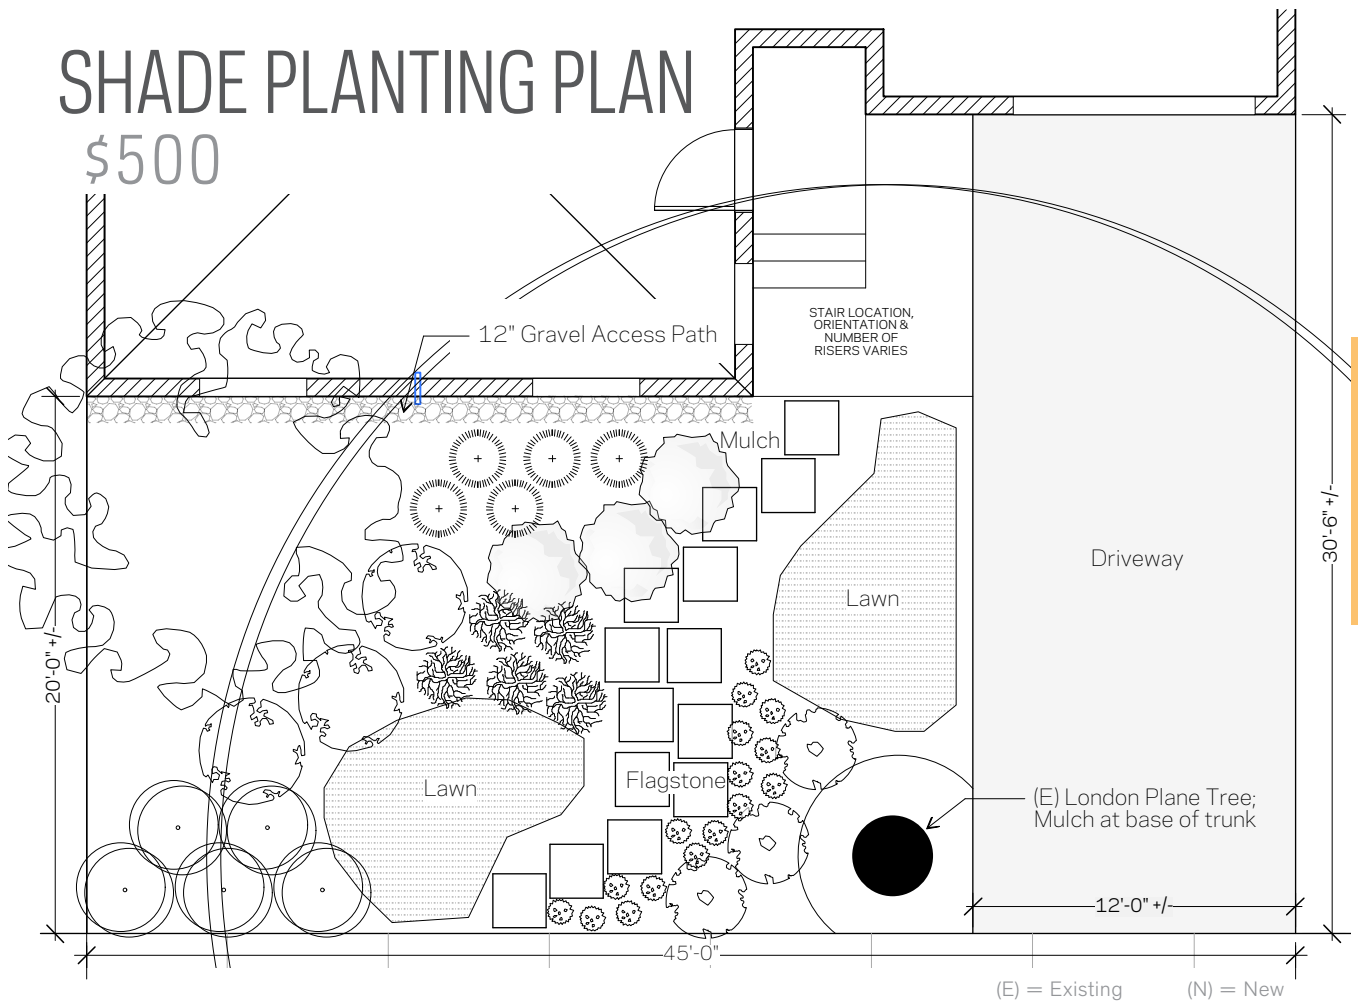 SHADE PLANTING PLAN
$500
12" Gravel Access Path
STAIR LOCATION,
ORIENTATION &
NUMBER OF
RISERS VARIES
Mulch
Driveway
30'-6" +/-
Lawn
20'-0" +/-
Flagstone
Lawn
(E) London Plane Tree;
Mulch at base of trunk
12'-0" +/-
45'-0"
(E) = Existing (N) = New